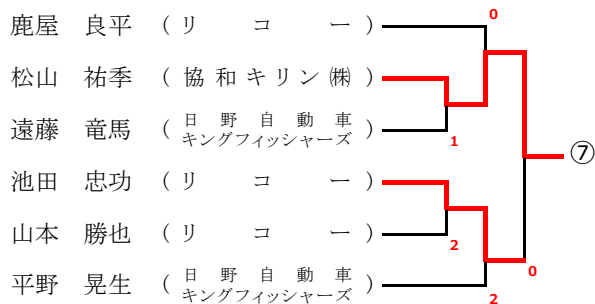 0
鹿屋 良平 (リコー)
松山 祐季 (協和キリン㈱)
遠藤 竜馬 (日野自動車キングフィッシャーズ)
1
⑦
池田 忠功 (リコー)
山本 勝也 (リコー)
2
0
平野 晃生 (日野自動車キングフィッシャーズ)
2